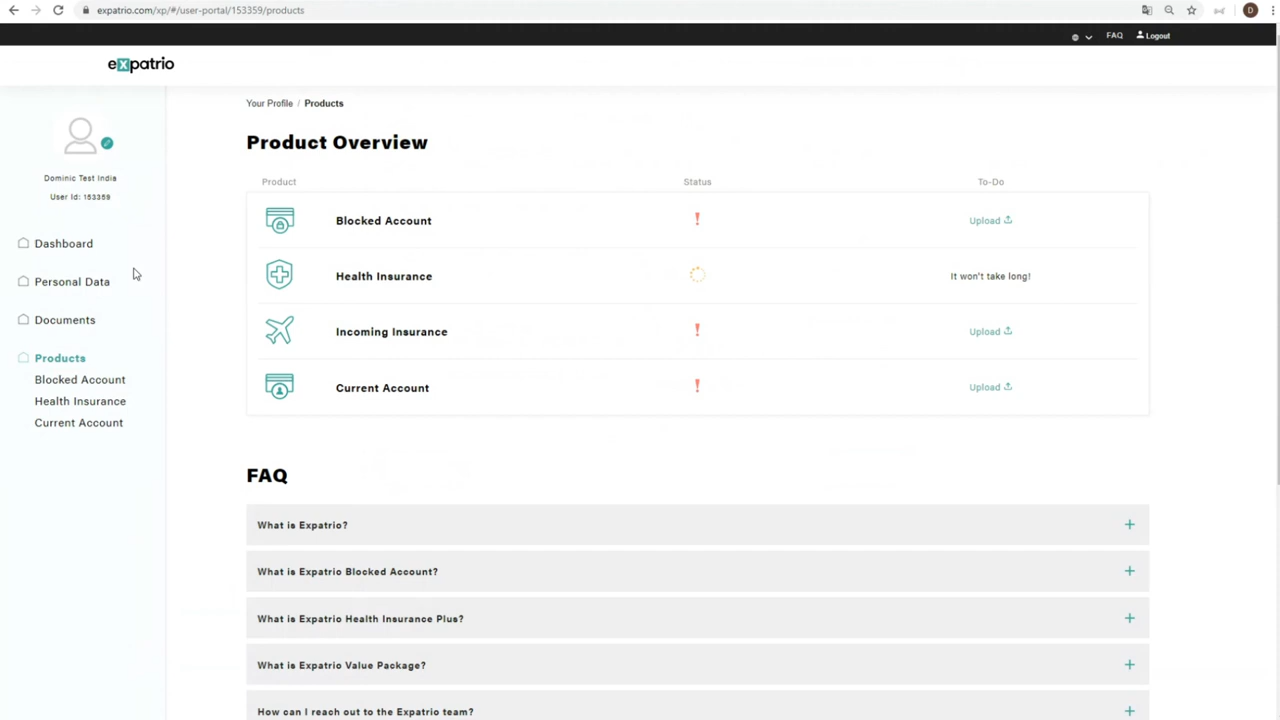 expatrio.com/xp/#/user-portal/153359/products
D
FAQ Logout
expatrio
Dominic Test India
User Id: 153359
Dashboard
Personal Data
Documents
Products
Blocked Account
Health Insurance
Current Account
Your Profile / Products
Product Overview
Product Status To-Do
Blocked Account ! Upload
Health Insurance It won't take long!
Incoming Insurance ! Upload
Current Account ! Upload
FAQ
What is Expatrio? +
What is Expatrio Blocked Account? +
What is Expatrio Health Insurance Plus? +
What is Expatrio Value Package? +
How can I reach out to the Expatrio team? +